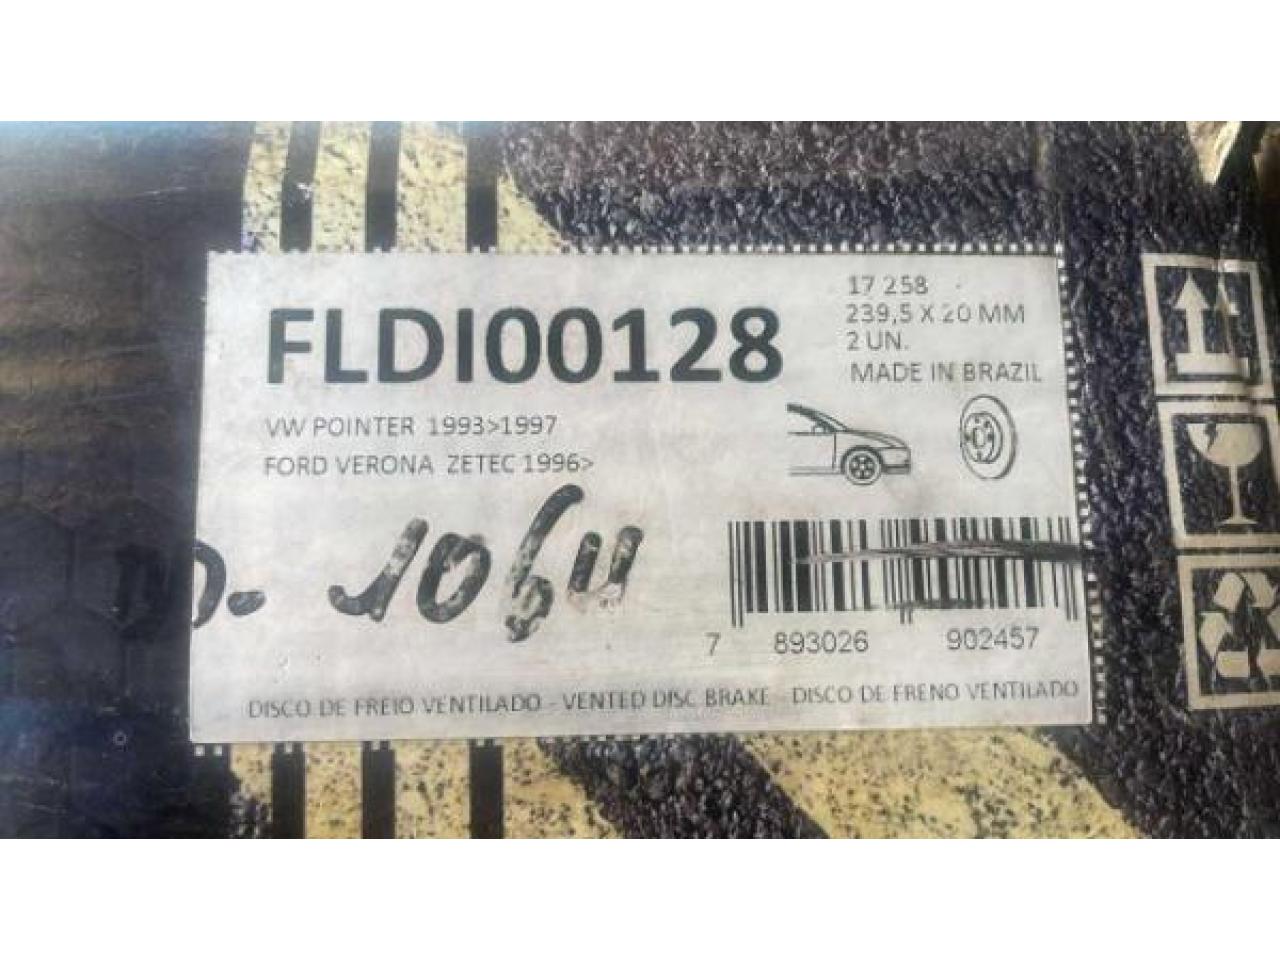 FLDI00128
17 258
239,5 X 20 MM
2 UN.
MADE IN BRAZIL
VW POINTER 1993>1997
FORD VERONA ZETEC 1996>
D. 1064
7 893026 902457
DISCO DE FREIO VENTILADO - VENTED DISC BRAKE - DISCO DE FRENO VENTILADO